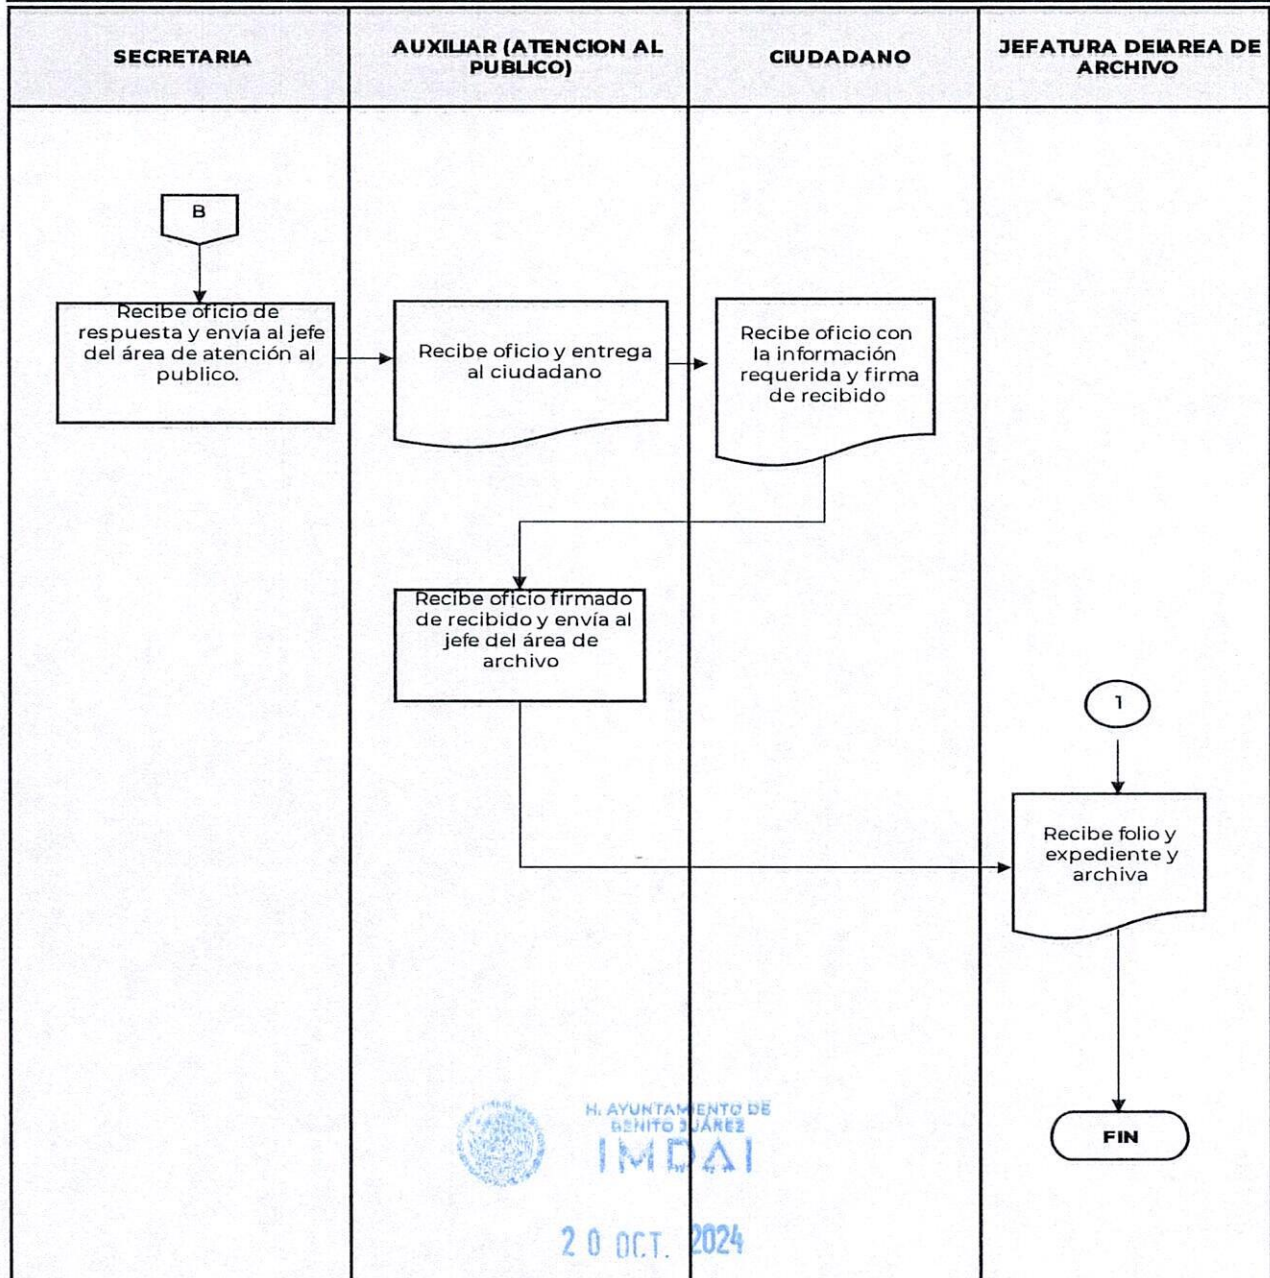 SECRETARIA
AUXILIAR (ATENCION AL
PUBLICO)
CIUDADANO
JEFATURA DEL AREA DE
ARCHIVO
B
Recibe oficio de
respuesta y envía al jefe
del área de atención al
publico.
Recibe oficio y entrega
al ciudadano
Recibe oficio con
la información
requerida y firma
de recibido
Recibe oficio firmado
de recibido y envía al
jefe del área de
archivo
1
Recibe folio y
expediente y
archiva
FIN
H. AYUNTAMIENTO DE
BENITO JUÁREZ
IMDAI
20 OCT. 2024